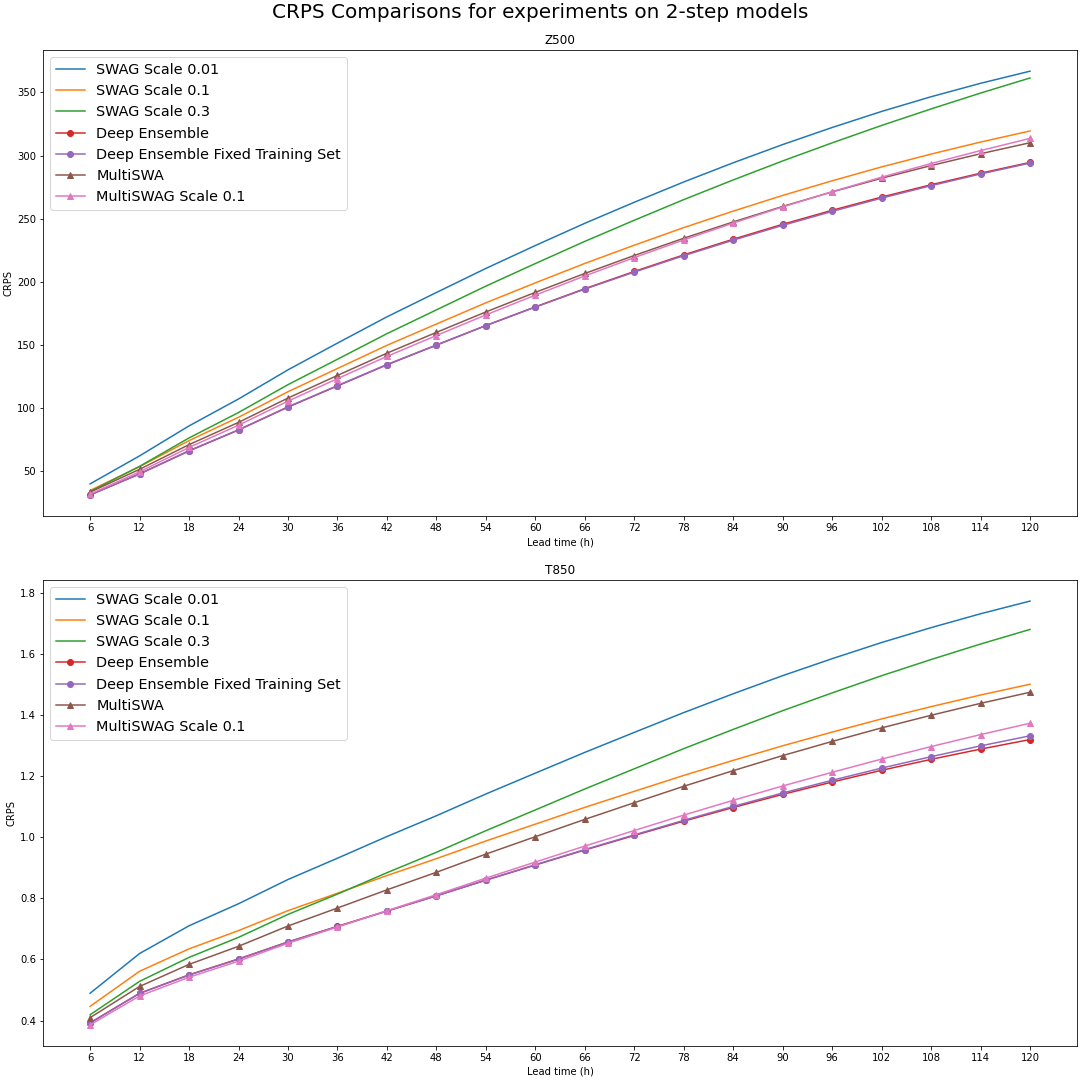 CRPS Comparisons for experiments on 2-step models
Z500
SWAG Scale 0.01
SWAG Scale 0.1
SWAG Scale 0.3
Deep Ensemble
Deep Ensemble Fixed Training Set
MultiSWA
MultiSWAG Scale 0.1
350
300
250
200
150
100
50
CRPS
6 12 18 24 30 36 42 48 54 60 66 72 78 84 90 96 102 108 114 120
Lead time (h)
T850
SWAG Scale 0.01
SWAG Scale 0.1
SWAG Scale 0.3
Deep Ensemble
Deep Ensemble Fixed Training Set
MultiSWA
MultiSWAG Scale 0.1
1.8
1.6
1.4
1.2
1.0
0.8
0.6
0.4
CRPS
6 12 18 24 30 36 42 48 54 60 66 72 78 84 90 96 102 108 114 120
Lead time (h)